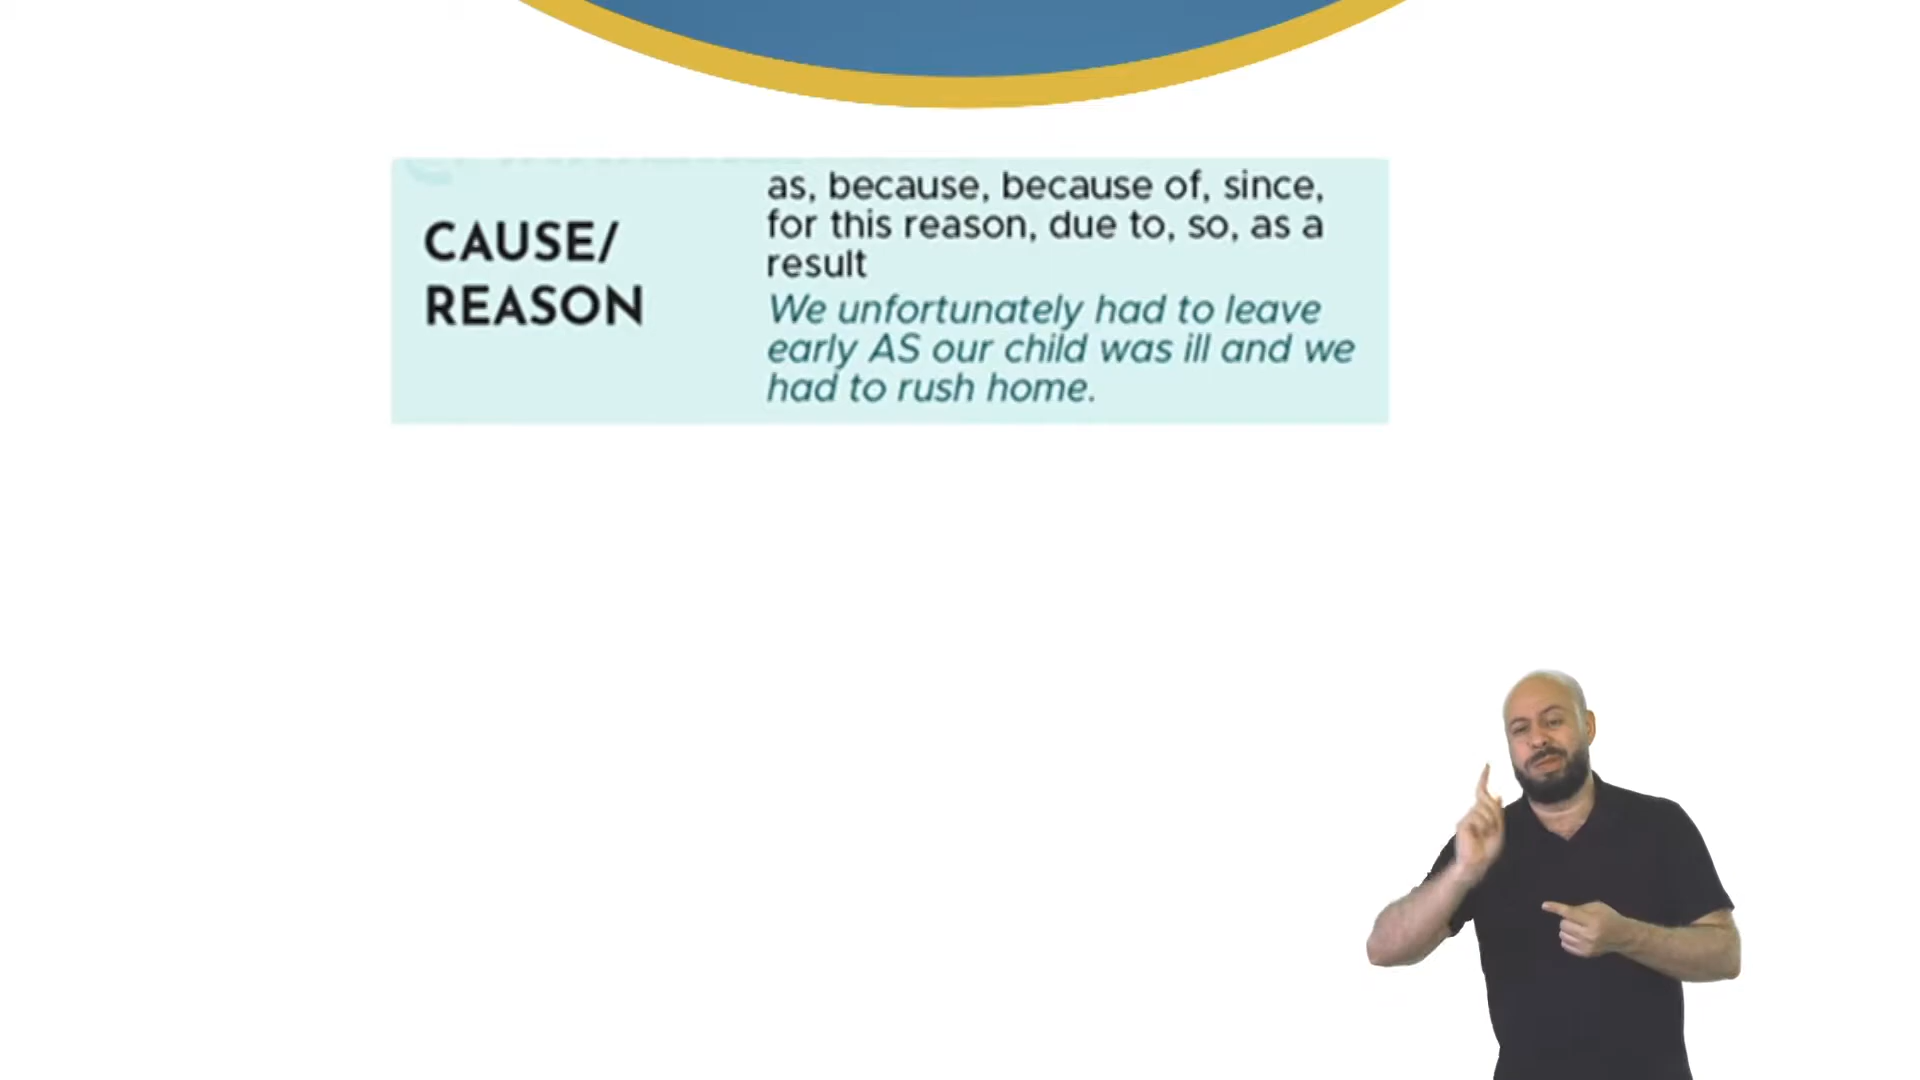 CAUSE/
REASON
as, because, because of, since,
for this reason, due to, so, as a
result
We unfortunately had to leave
early AS our child was ill and we
had to rush home.